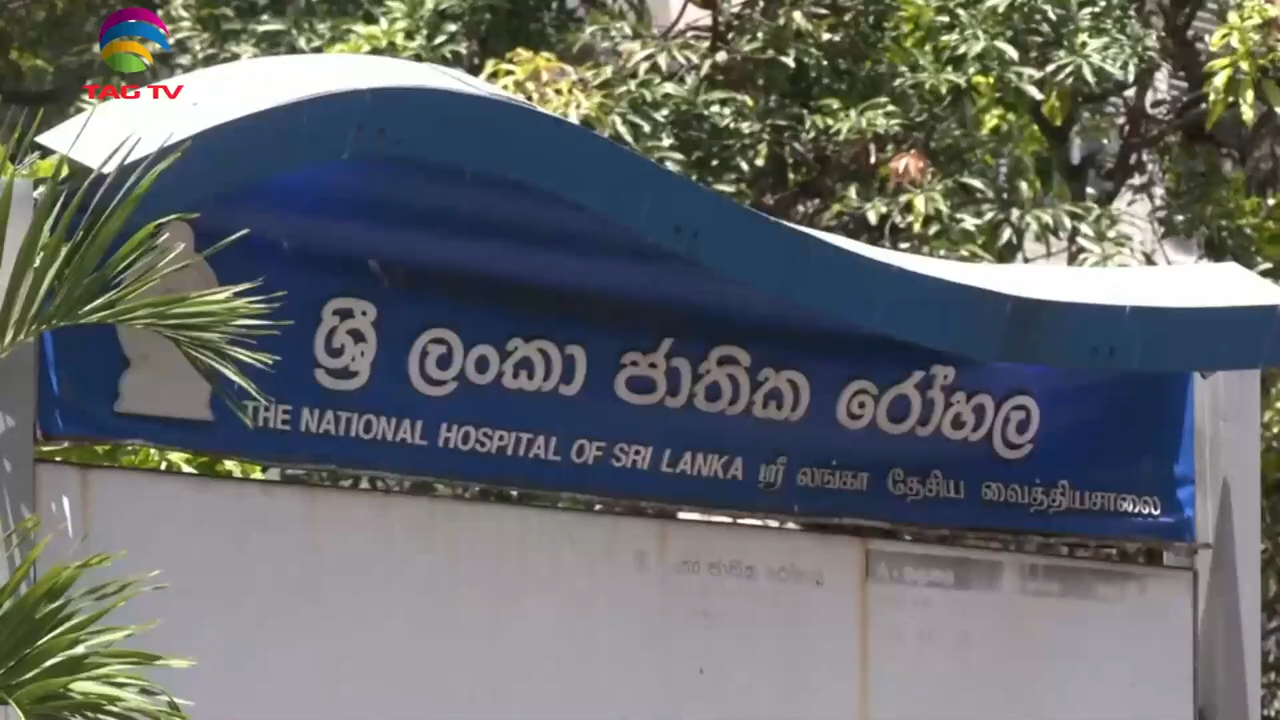 TAG TV
ශ්‍රී ලංකා ජාතික රෝහල
THE NATIONAL HOSPITAL OF SRI LANKA ஸ்ரீ லங்கா தேசிய வைத்தியசாலை